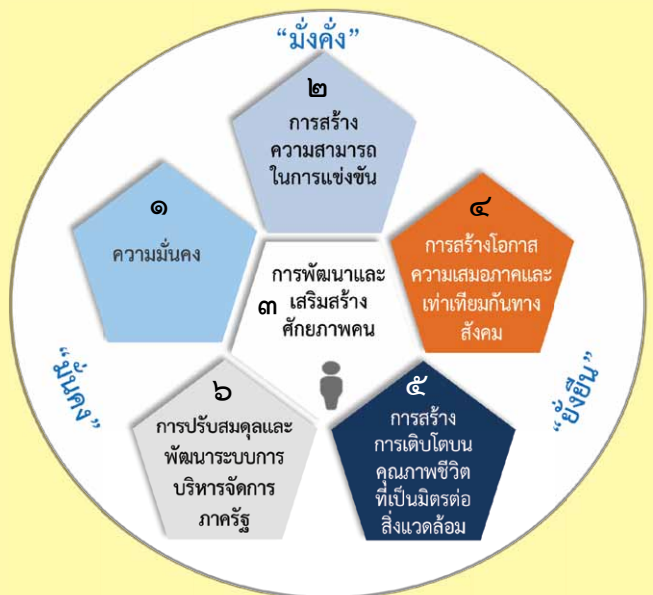 “มั่งคั่ง”
๒
การสร้าง
ความสามารถ
ในการแข่งขัน
๑
ความมั่นคง
๔
การสร้างโอกาส
ความเสมอภาคและ
เท่าเทียมกันทาง
สังคม
๓
การพัฒนาและ
เสริมสร้าง
ศักยภาพคน
“มั่นคง”
“ยั่งยืน”
๖
การปรับสมดุลและ
พัฒนาระบบการ
บริหารจัดการ
ภาครัฐ
๕
การสร้าง
การเติบโตบน
คุณภาพชีวิต
ที่เป็นมิตรต่อ
สิ่งแวดล้อม